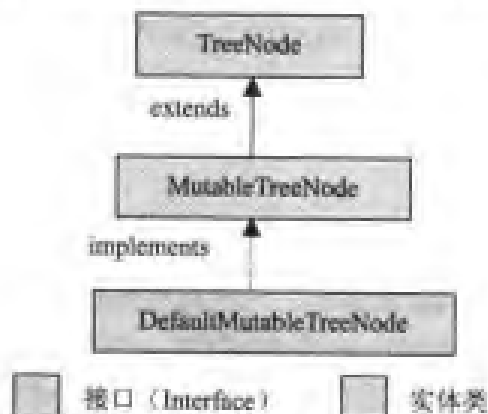 TreeNode
extends
MutableTreeNode
implements
DefaultMutableTreeNode
接口（Interface） 实体类